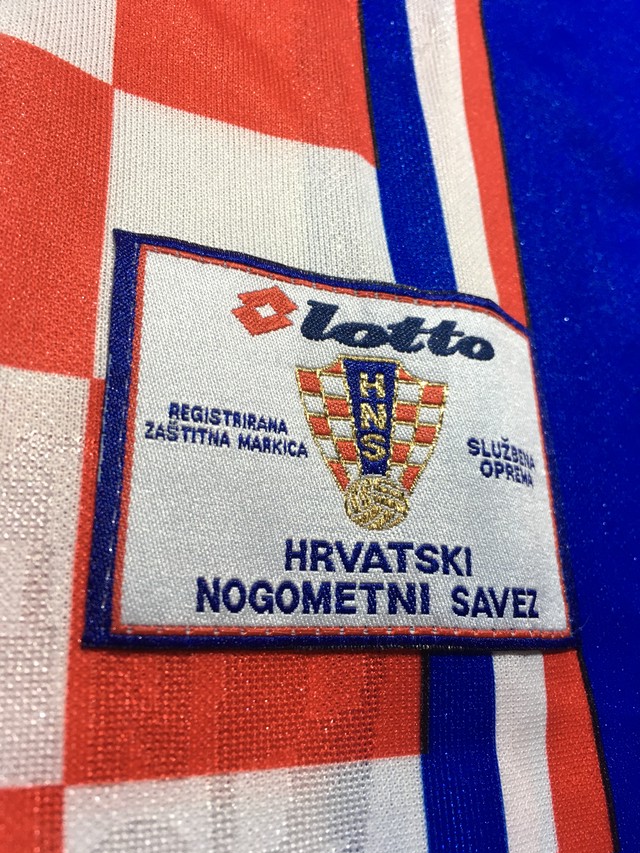 lotto
HNS
REGISTRIRANA
ZAŠTITNA MARKICA
SLUŽBENA
OPREMA
HRVATSKI
NOGOMETNI SAVEZ